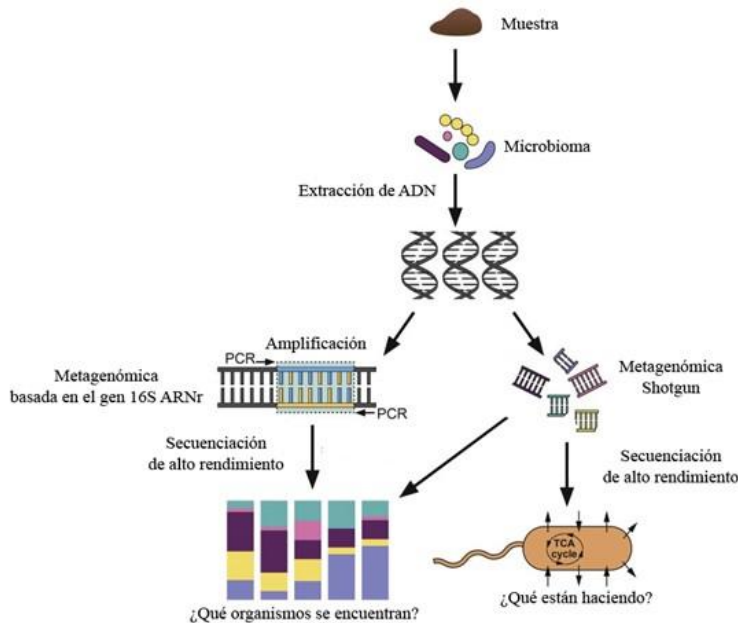 Muestra
Microbioma
Extracción de ADN
Amplificación
PCR
Metagenómica
basada en el gen 16S ARNr
PCR
Metagenómica
Shotgun
Secuenciación
de alto rendimiento
Secuenciación
de alto rendimiento
TCA
cycle
¿Qué organismos se encuentran?
¿Qué están haciendo?